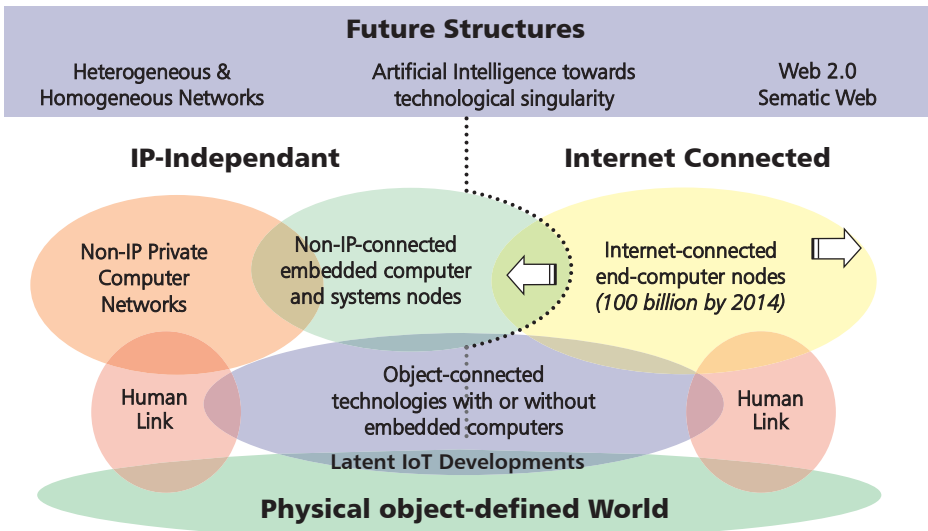 Future Structures
Heterogeneous &
Homogeneous Networks
Artificial Intelligence towards
technological singularity
Web 2.0
Sematic Web
IP-Independant
Internet Connected
Non-IP Private
Computer
Networks
Non-IP-connected
embedded computer
and systems nodes
Internet-connected
end-computer nodes
(100 billion by 2014)
Human
Link
Object-connected
technologies with or without
embedded computers
Human
Link
Latent IoT Developments
Physical object-defined World